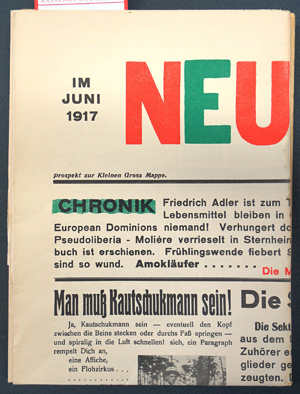 IM
JUNI
1917
NEU
Prospekt zur Kleinen Grosz Mappe.
CHRONIK Friedrich Adler ist zum T
Lebensmittel bleiben in
European Dominions niemand! Verhungert do
Pseudoliberia - Molière verrieselt in Sternhein
buch ist erschienen. Frühlingswende fiebert S
sind so wund. Amokläufer . . . . . . .
Die M
Man muß Kautschukmann sein!
Ja, Kautschukmann sein — eventuell den Kopf
zwischen die Beine stecken oder durchs Faß springen —
und spiralig in die Luft schnellen! sieh, ein Paragraph
rempelt Dich an,
eine Affiche,
ein Flohzirkus . . .
Die S
Die Sekt
aus dem
Zuhörer er
glieder ge
zeugten. D